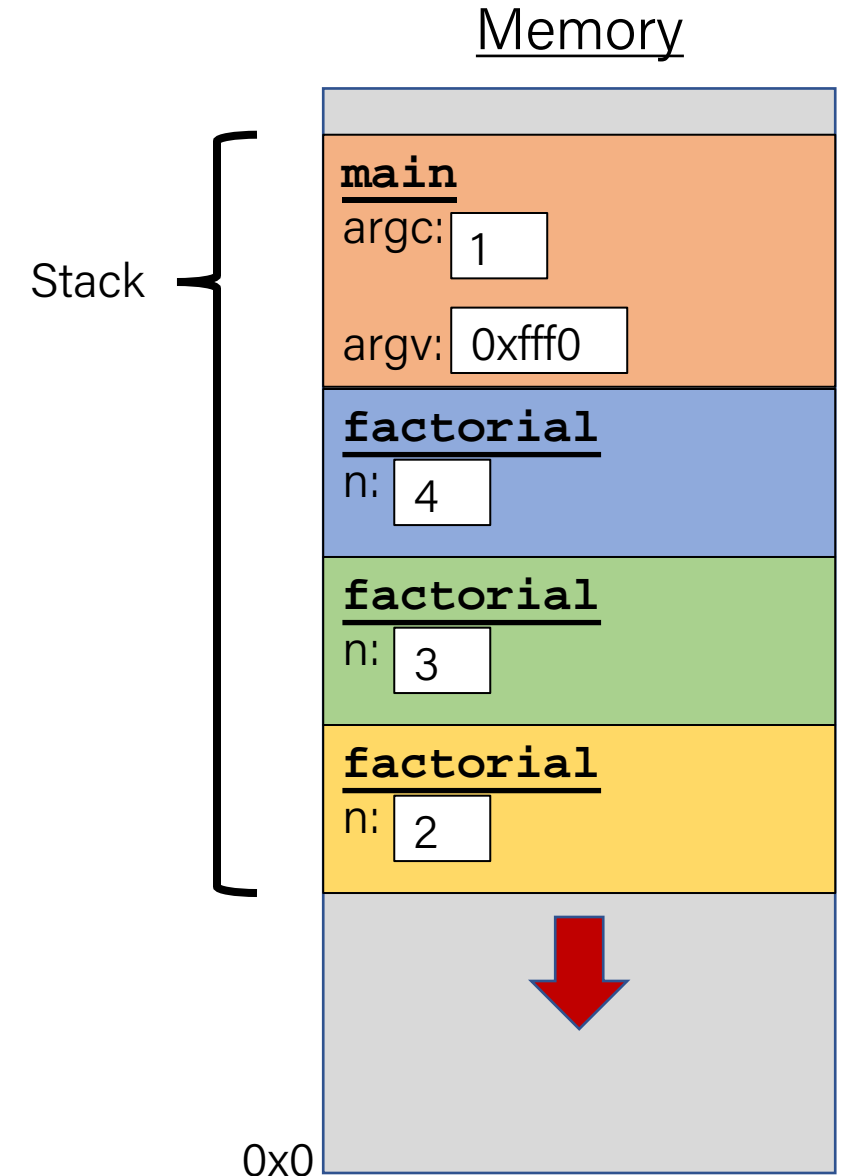 Memory
Stack
main
argc: 1
argv: 0xfff0
factorial
n: 4
factorial
n: 3
factorial
n: 2
0x0